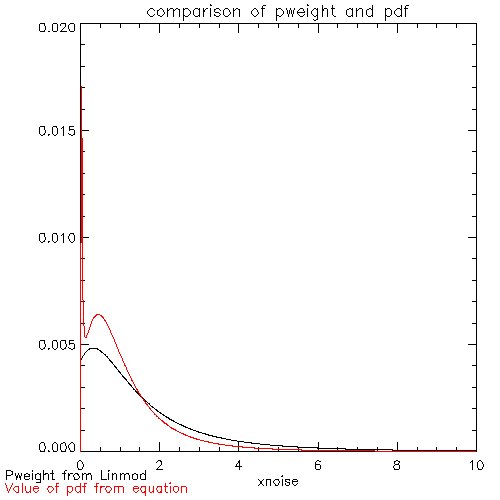 comparison of pweight and pdf
0.020
0.015
0.010
0.005
0.000
0 2 4 6 8 10
xnoise
Pweight from Linmod
Value of pdf from equation